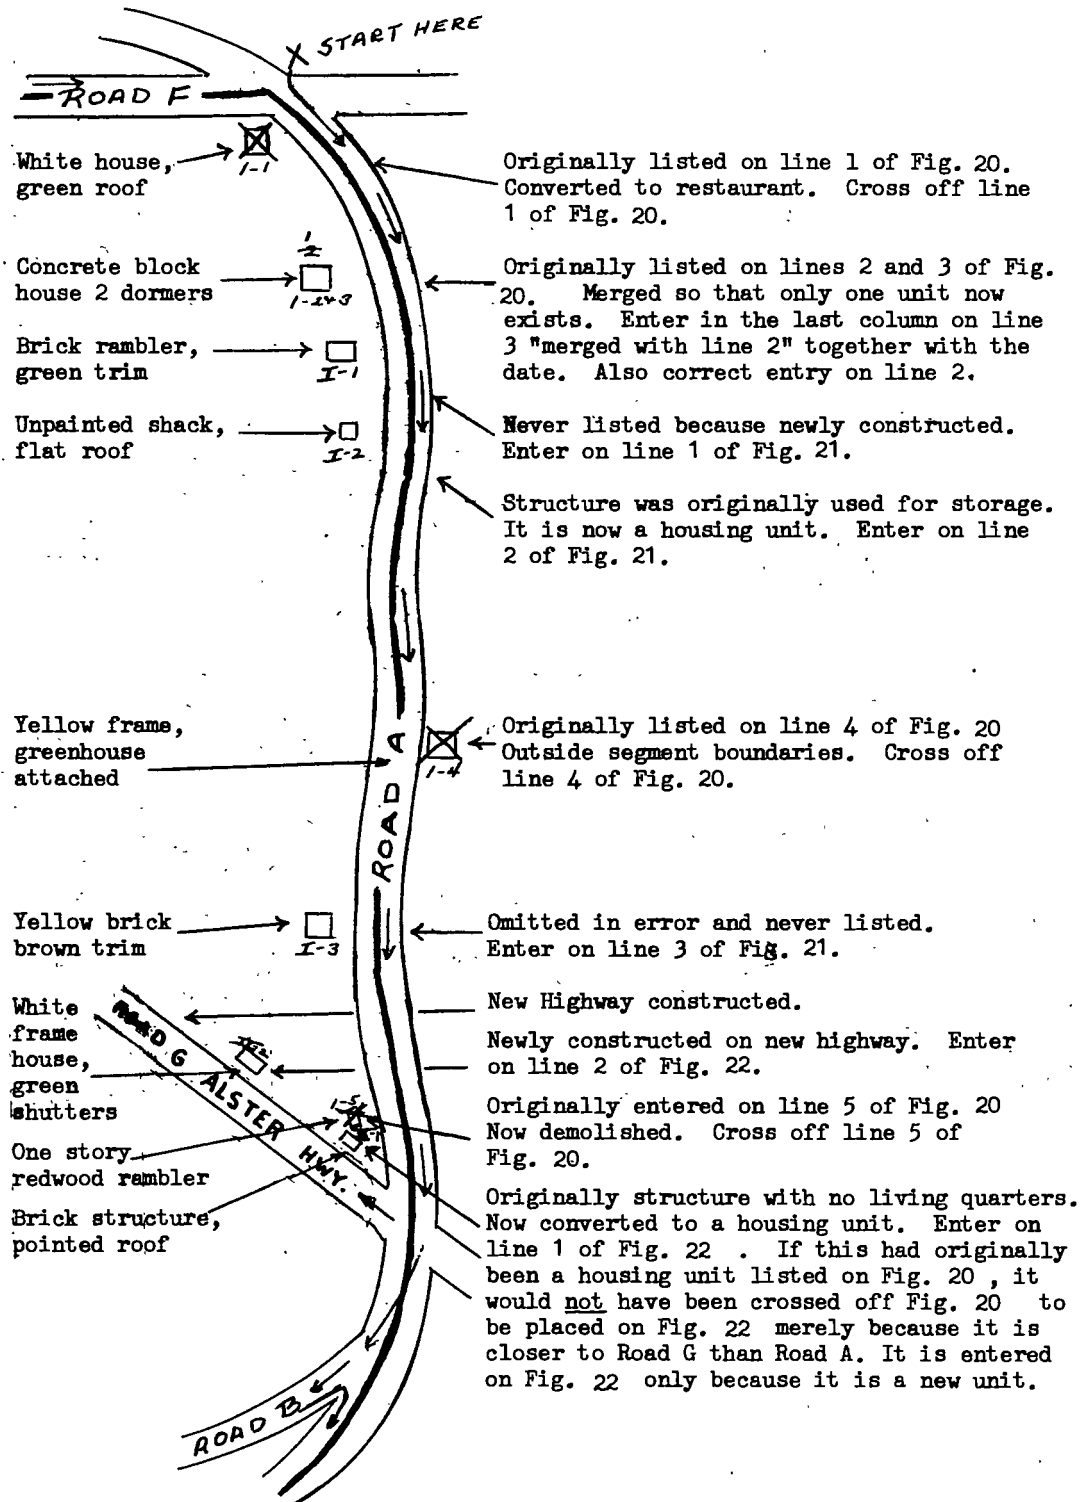 START HERE
ROAD F
White house,
green roof
1-1
Originally listed on line 1 of Fig. 20.
Converted to restaurant. Cross off line
1 of Fig. 20.
Concrete block
house 2 dormers
1
2
1-2+3
Originally listed on lines 2 and 3 of Fig.
20. Merged so that only one unit now
exists. Enter in the last column on line
3 "merged with line 2" together with the
date. Also correct entry on line 2.
Brick rambler,
green trim
I-1
Unpainted shack,
flat roof
I-2
Never listed because newly constructed.
Enter on line 1 of Fig. 21.
Structure was originally used for storage.
It is now a housing unit. Enter on line
2 of Fig. 21.
Yellow frame,
greenhouse
attached
ROAD A
1-4
Originally listed on line 4 of Fig. 20
Outside segment boundaries. Cross off
line 4 of Fig. 20.
Yellow brick
brown trim
I-3
Omitted in error and never listed.
Enter on line 3 of Fig. 21.
White
frame
house,
green
shutters
ROAD G ALSTER HWY.
New Highway constructed.
Newly constructed on new highway. Enter
on line 2 of Fig. 22.
Originally entered on line 5 of Fig. 20
Now demolished. Cross off line 5 of
Fig. 20.
One story
redwood rambler
Brick structure,
pointed roof
Originally structure with no living quarters.
Now converted to a housing unit. Enter on
line 1 of Fig. 22 . If this had originally
been a housing unit listed on Fig. 20 , it
would not have been crossed off Fig. 20 to
be placed on Fig. 22 merely because it is
closer to Road G than Road A. It is entered
on Fig. 22 only because it is a new unit.
ROAD B